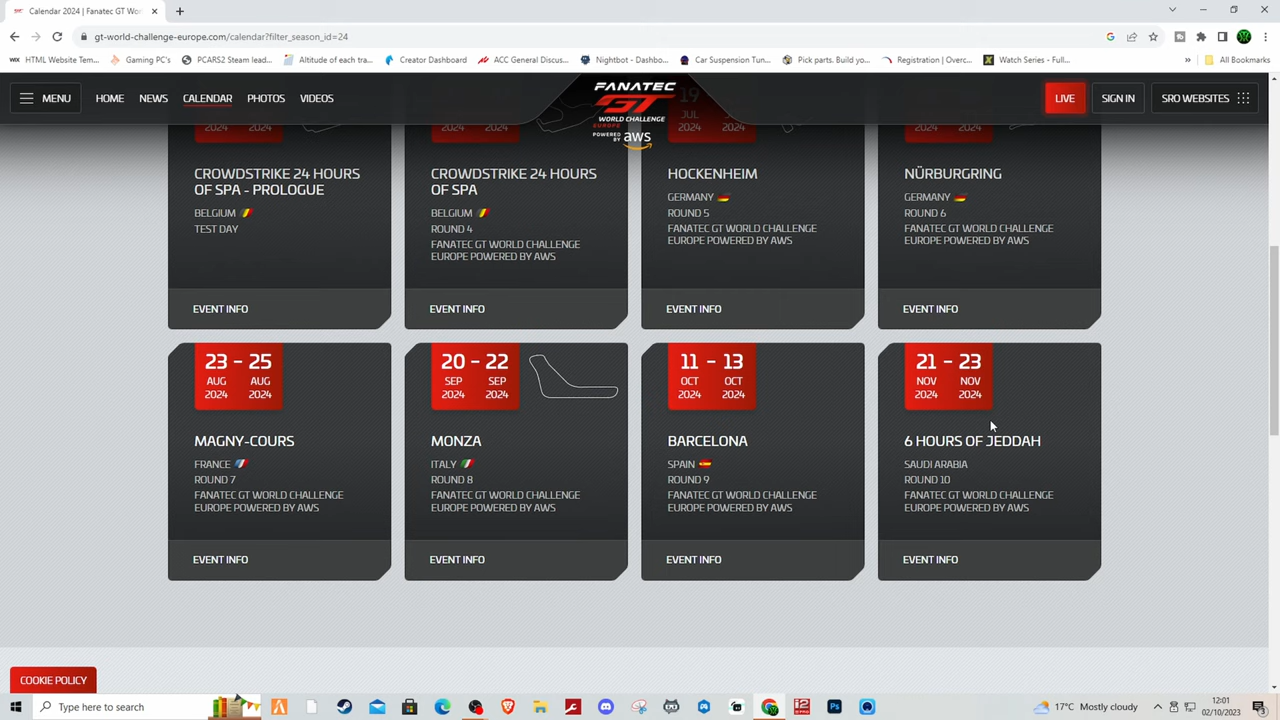 Calendar 2024 | Fanatec GT Wor
gt-world-challenge-europe.com/calendar?filter_season_id=24
HTML Website Tem...
Gaming PC's
PCARS2 Steam lead...
Altitude of each tra...
Creator Dashboard
ACC General Discu...
Nightbot - Dashbo...
Car Suspension Tun...
Pick parts. Build yo...
Registration | Overc...
Watch Series - Full...
»
All Bookmarks
MENU
HOME
NEWS
CALENDAR
PHOTOS
VIDEOS
FANATEC
GT
WORLD CHALLENGE
EUROPE
POWERED BY aws
LIVE
SIGN IN
SRO WEBSITES
2024 2024
2024 2024
19
JUL
2024 2024
2024 2024
CROWDSTRIKE 24 HOURS
OF SPA - PROLOGUE
BELGIUM
TEST DAY
EVENT INFO
CROWDSTRIKE 24 HOURS
OF SPA
BELGIUM
ROUND 4
FANATEC GT WORLD CHALLENGE
EUROPE POWERED BY AWS
EVENT INFO
HOCKENHEIM
GERMANY
ROUND 5
FANATEC GT WORLD CHALLENGE
EUROPE POWERED BY AWS
EVENT INFO
NÜRBURGRING
GERMANY
ROUND 6
FANATEC GT WORLD CHALLENGE
EUROPE POWERED BY AWS
EVENT INFO
23 - 25
AUG AUG
2024 2024
MAGNY-COURS
FRANCE
ROUND 7
FANATEC GT WORLD CHALLENGE
EUROPE POWERED BY AWS
EVENT INFO
20 - 22
SEP SEP
2024 2024
MONZA
ITALY
ROUND 8
FANATEC GT WORLD CHALLENGE
EUROPE POWERED BY AWS
EVENT INFO
11 - 13
OCT OCT
2024 2024
BARCELONA
SPAIN
ROUND 9
FANATEC GT WORLD CHALLENGE
EUROPE POWERED BY AWS
EVENT INFO
21 - 23
NOV NOV
2024 2024
6 HOURS OF JEDDAH
SAUDI ARABIA
ROUND 10
FANATEC GT WORLD CHALLENGE
EUROPE POWERED BY AWS
EVENT INFO
COOKIE POLICY
Type here to search
17°C Mostly cloudy
12:01
02/10/2023